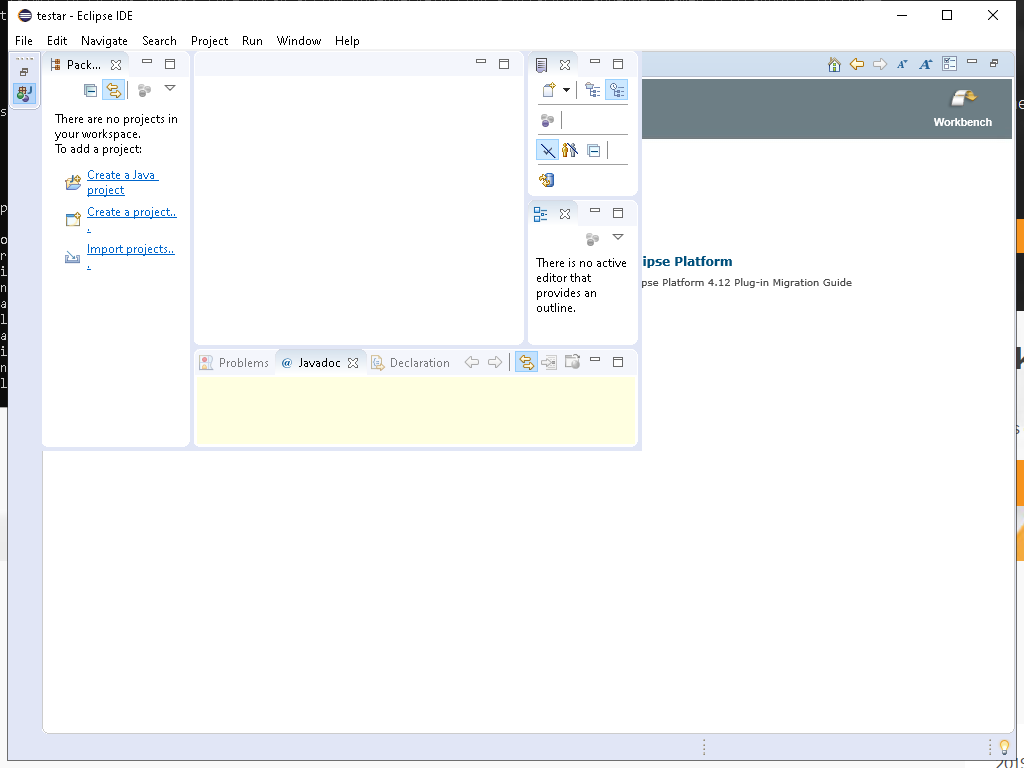 testar - Eclipse IDE
File Edit Navigate Search Project Run Window Help
Pack...
There are no projects in
your workspace.
To add a project:
Create a Java
project
Create a project..
.
Import projects..
.
There is no active
editor that
provides an
outline.
Problems @ Javadoc Declaration
Workbench
ipse Platform
pse Platform 4.12 Plug-in Migration Guide